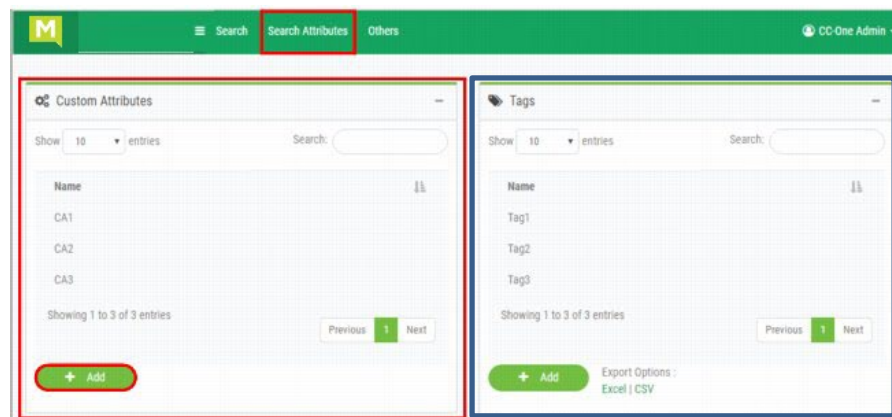 M
Search Search Attributes Others CC-One Admin
Custom Attributes
Show 10 entries Search:
Name
CA1
CA2
CA3
Showing 1 to 3 of 3 entries
Previous 1 Next
+ Add
Tags
Show 10 entries Search:
Name
Tag1
Tag2
Tag3
Showing 1 to 3 of 3 entries
Previous 1 Next
+ Add Export Options :
Excel | CSV